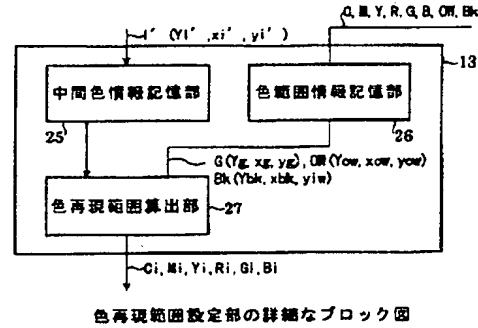 C, M, Y, R, G, B, OW, Bk
I′ (YI′, xi′, yi′)
13
中間色情報記憶部
色範囲情報記憶部
25
26
G(Yg, xg, yg), OW(Yow, xow, yow)
Bk(Ybk, xbk, yiw)
色再現範囲算出部
27
Ci, Mi, Yi, Ri, Gi, Bi
色再現範囲設定部の詳細なブロック図